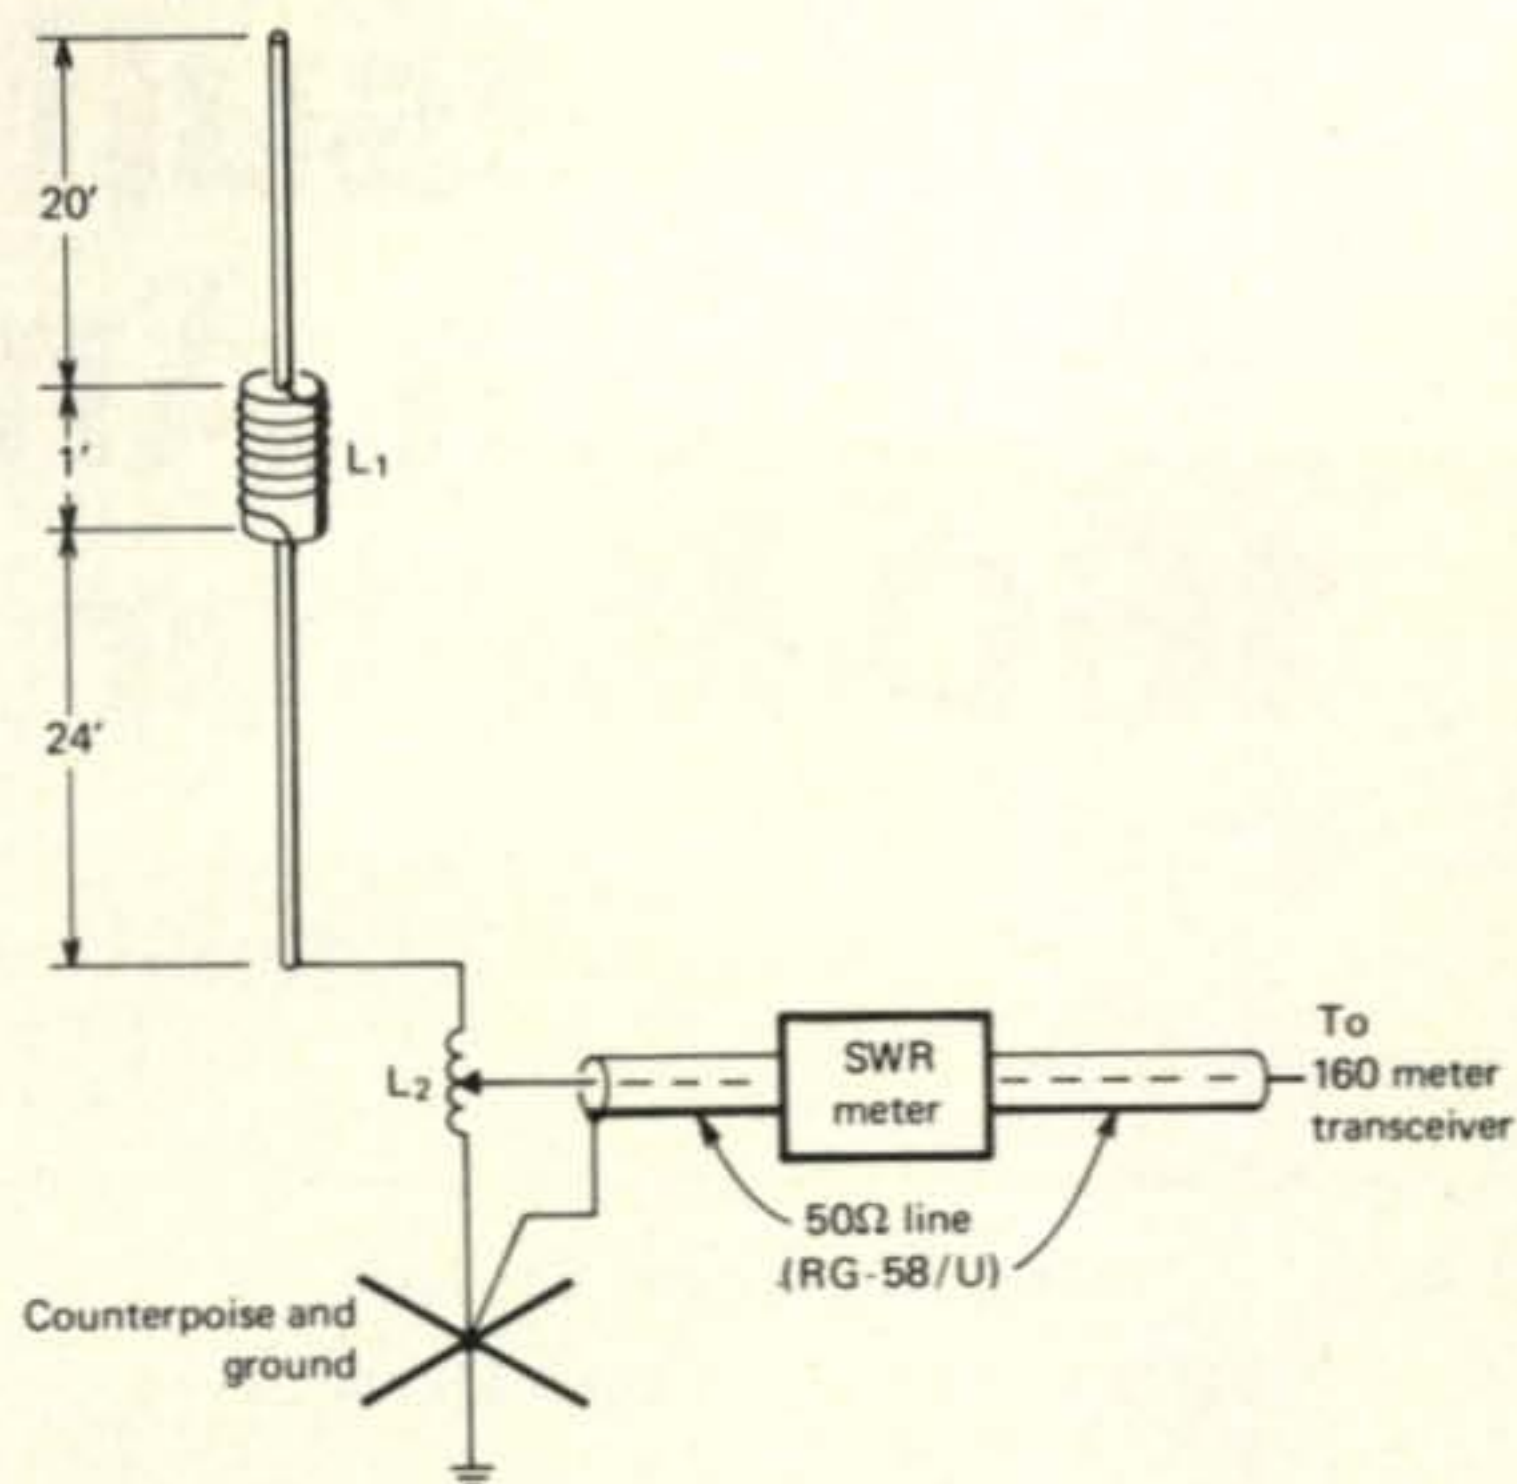 20'
1'
L1
24'
L2
SWR
meter
To
160 meter
transceiver
50Ω line
(RG-58/U)
Counterpoise and
ground